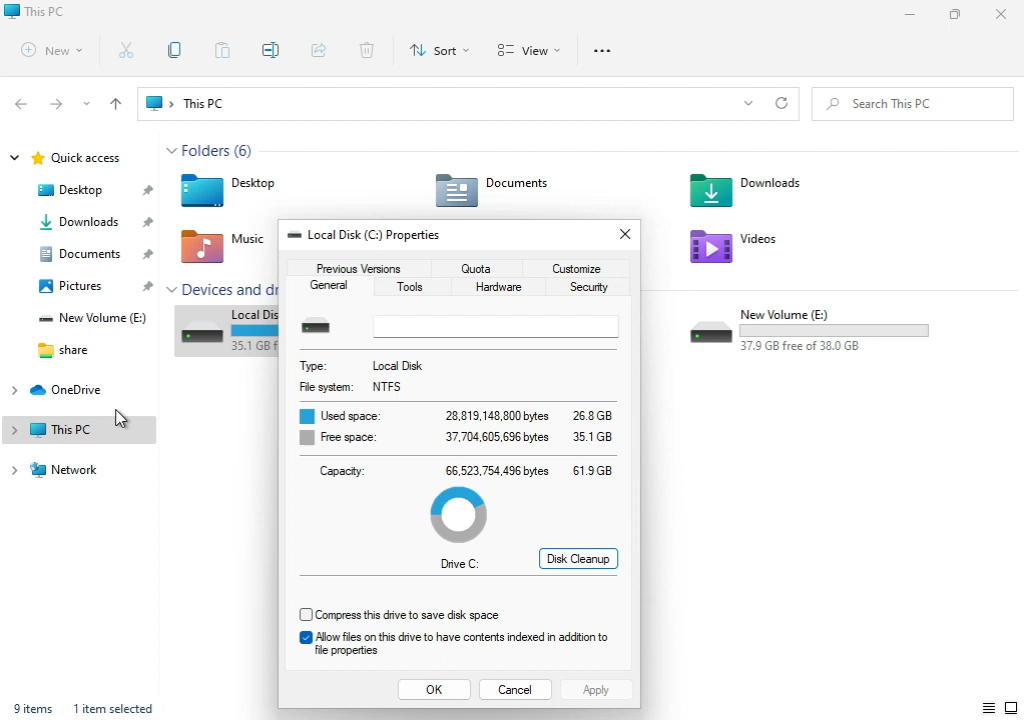 This PC
New
Sort
View
This PC
Search This PC
Quick access
Desktop
Downloads
Documents
Pictures
New Volume (E:)
share
OneDrive
This PC
Network
Folders (6)
Desktop
Documents
Downloads
Music
Videos
Devices and dr
Local Dis
35.1 GB f
New Volume (E:)
37.9 GB free of 38.0 GB
Local Disk (C:) Properties
Previous Versions
Quota
Customize
General
Tools
Hardware
Security
Type: Local Disk
File system: NTFS
Used space: 28,819,148,800 bytes 26.8 GB
Free space: 37,704,605,696 bytes 35.1 GB
Capacity: 66,523,754,496 bytes 61.9 GB
Drive C:
Disk Cleanup
Compress this drive to save disk space
Allow files on this drive to have contents indexed in addition to
file properties
OK
Cancel
Apply
9 items
1 item selected